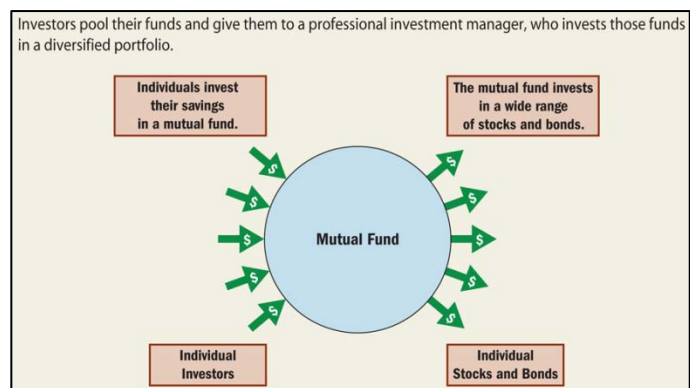 Investors pool their funds and give them to a professional investment manager, who invests those funds
in a diversified portfolio.
Individuals invest
their savings
in a mutual fund.
The mutual fund invests
in a wide range
of stocks and bonds.
$
$
$
$
$
Mutual Fund
$
$
$
$
$
Individual
Investors
Individual
Stocks and Bonds